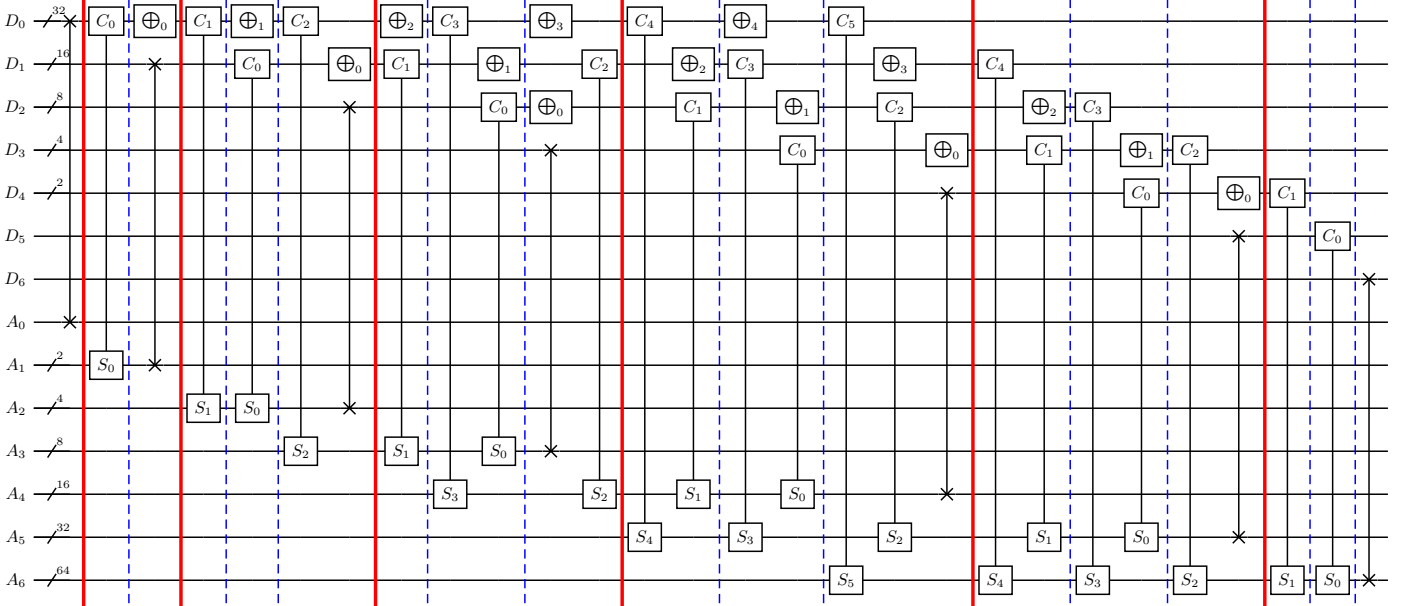 D₀ 32 C₀ ⊕₀ C₁ ⊕₁ C₂ ⊕₂ C₃ ⊕₃ C₄ ⊕₄ C₅
D₁ 16 C₀ ⊕₀ C₁ ⊕₁ C₂ ⊕₂ C₃ ⊕₃ C₄
D₂ 8 C₀ ⊕₀ C₁ ⊕₁ C₂ ⊕₂ C₃
D₃ 4 C₀ ⊕₀ C₁ ⊕₁ C₂
D₄ 2 C₀ ⊕₀ C₁
D₅ C₀
D₆
A₀
A₁ 2 S₀
A₂ 4 S₁ S₀
A₃ 8 S₂ S₁ S₀
A₄ 16 S₃ S₂ S₁ S₀
A₅ 32 S₄ S₃ S₂ S₁ S₀
A₆ 64 S₅ S₄ S₃ S₂ S₁ S₀